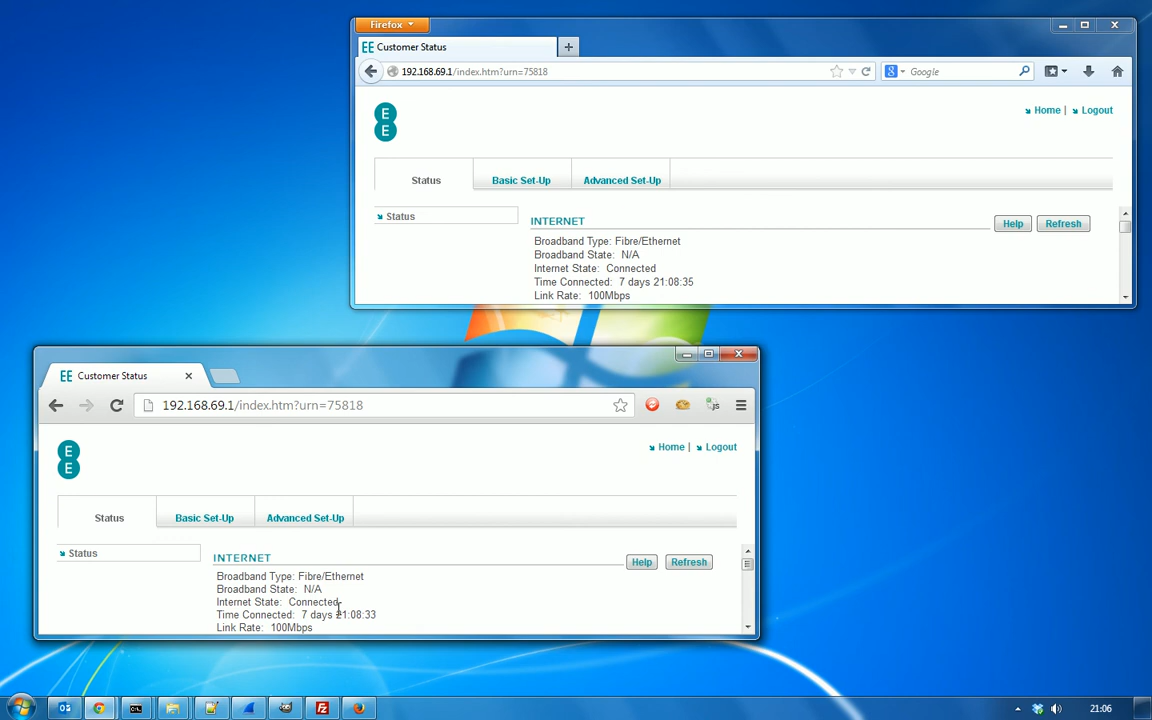 Firefox
EE Customer Status
192.168.69.1/index.htm?urn=75818
Google
E
E
Home | Logout
Status Basic Set-Up Advanced Set-Up
Status
INTERNET
Help Refresh
Broadband Type: Fibre/Ethernet
Broadband State: N/A
Internet State: Connected
Time Connected: 7 days 21:08:35
Link Rate: 100Mbps
EE Customer Status
192.168.69.1/index.htm?urn=75818
js
E
E
Home | Logout
Status Basic Set-Up Advanced Set-Up
Status
INTERNET
Help Refresh
Broadband Type: Fibre/Ethernet
Broadband State: N/A
Internet State: Connected
Time Connected: 7 days 21:08:33
Link Rate: 100Mbps
21:06